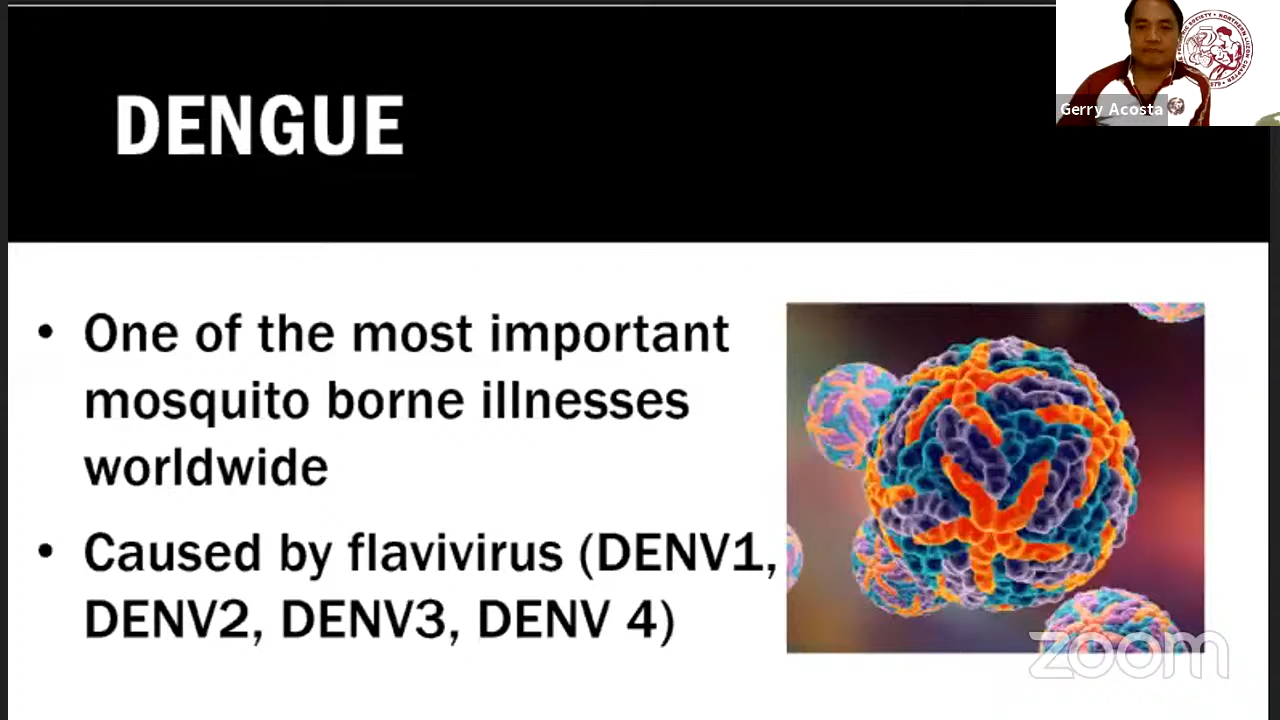 DENGUE
Gerry Acosta
• One of the most important
mosquito borne illnesses
worldwide
• Caused by flavivirus (DENV1,
DENV2, DENV3, DENV 4)
zoom